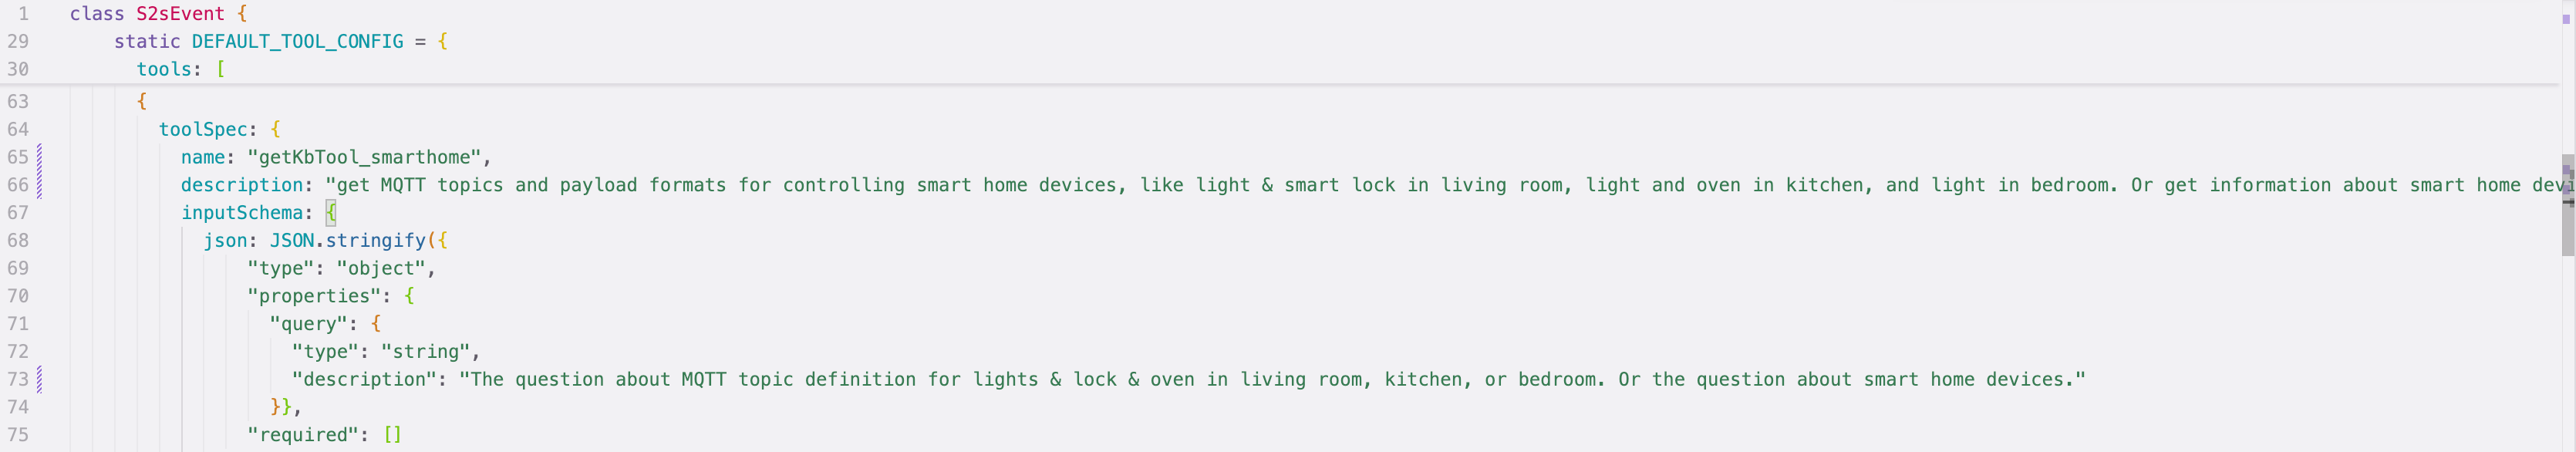 1 class S2sEvent {
29 static DEFAULT_TOOL_CONFIG = {
30 tools: [
63 {
64 toolSpec: {
65 name: "getKbTool_smarthome",
66 description: "get MQTT topics and payload formats for controlling smart home devices, like light & smart lock in living room, light and oven in kitchen, and light in bedroom. Or get information about smart home devi
67 inputSchema: {
68 json: JSON.stringify({
69 "type": "object",
70 "properties": {
71 "query": {
72 "type": "string",
73 "description": "The question about MQTT topic definition for lights & lock & oven in living room, kitchen, or bedroom. Or the question about smart home devices."
74 }},
75 "required": []